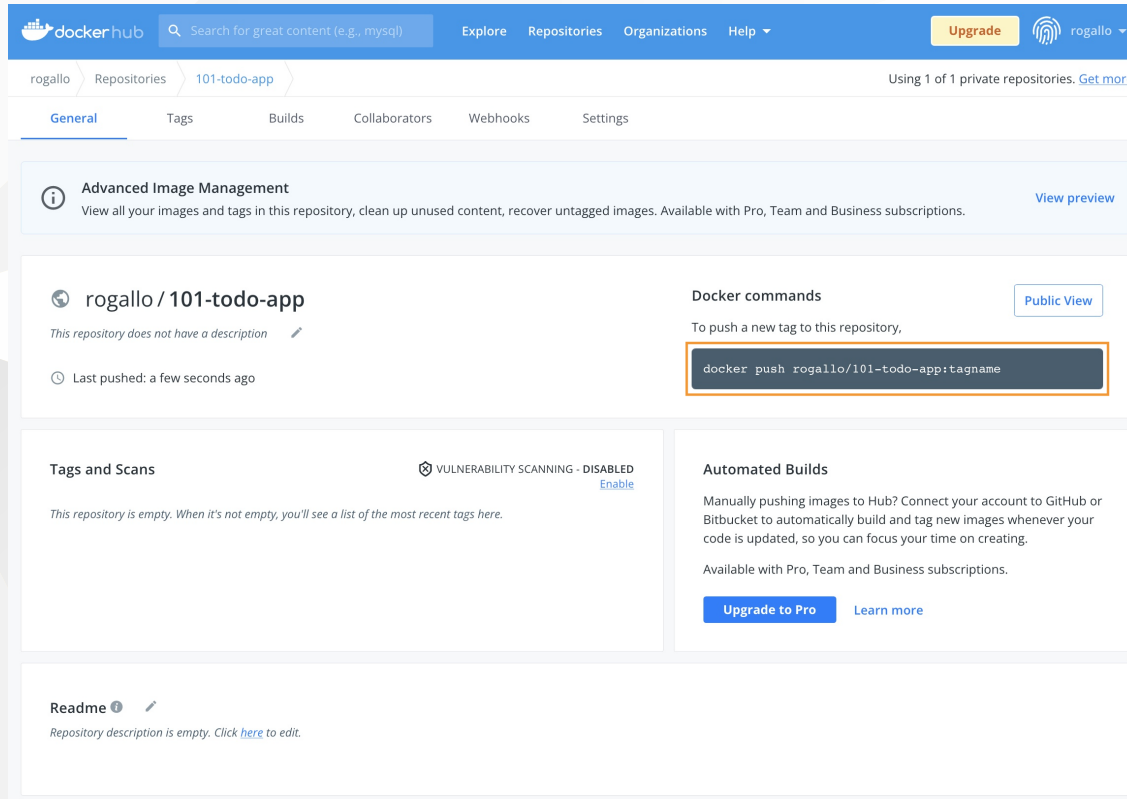 dockerhub Search for great content (e.g., mysql) Explore Repositories Organizations Help Upgrade rogallo
rogallo Repositories 101-todo-app Using 1 of 1 private repositories. Get mor
General Tags Builds Collaborators Webhooks Settings
Advanced Image Management
View all your images and tags in this repository, clean up unused content, recover untagged images. Available with Pro, Team and Business subscriptions.
View preview
rogallo / 101-todo-app
This repository does not have a description
Last pushed: a few seconds ago
Docker commands
Public View
To push a new tag to this repository,
docker push rogallo/101-todo-app:tagname
Tags and Scans
VULNERABILITY SCANNING - DISABLED
Enable
This repository is empty. When it's not empty, you'll see a list of the most recent tags here.
Automated Builds
Manually pushing images to Hub? Connect your account to GitHub or
Bitbucket to automatically build and tag new images whenever your
code is updated, so you can focus your time on creating.
Available with Pro, Team and Business subscriptions.
Upgrade to Pro Learn more
Readme
Repository description is empty. Click here to edit.